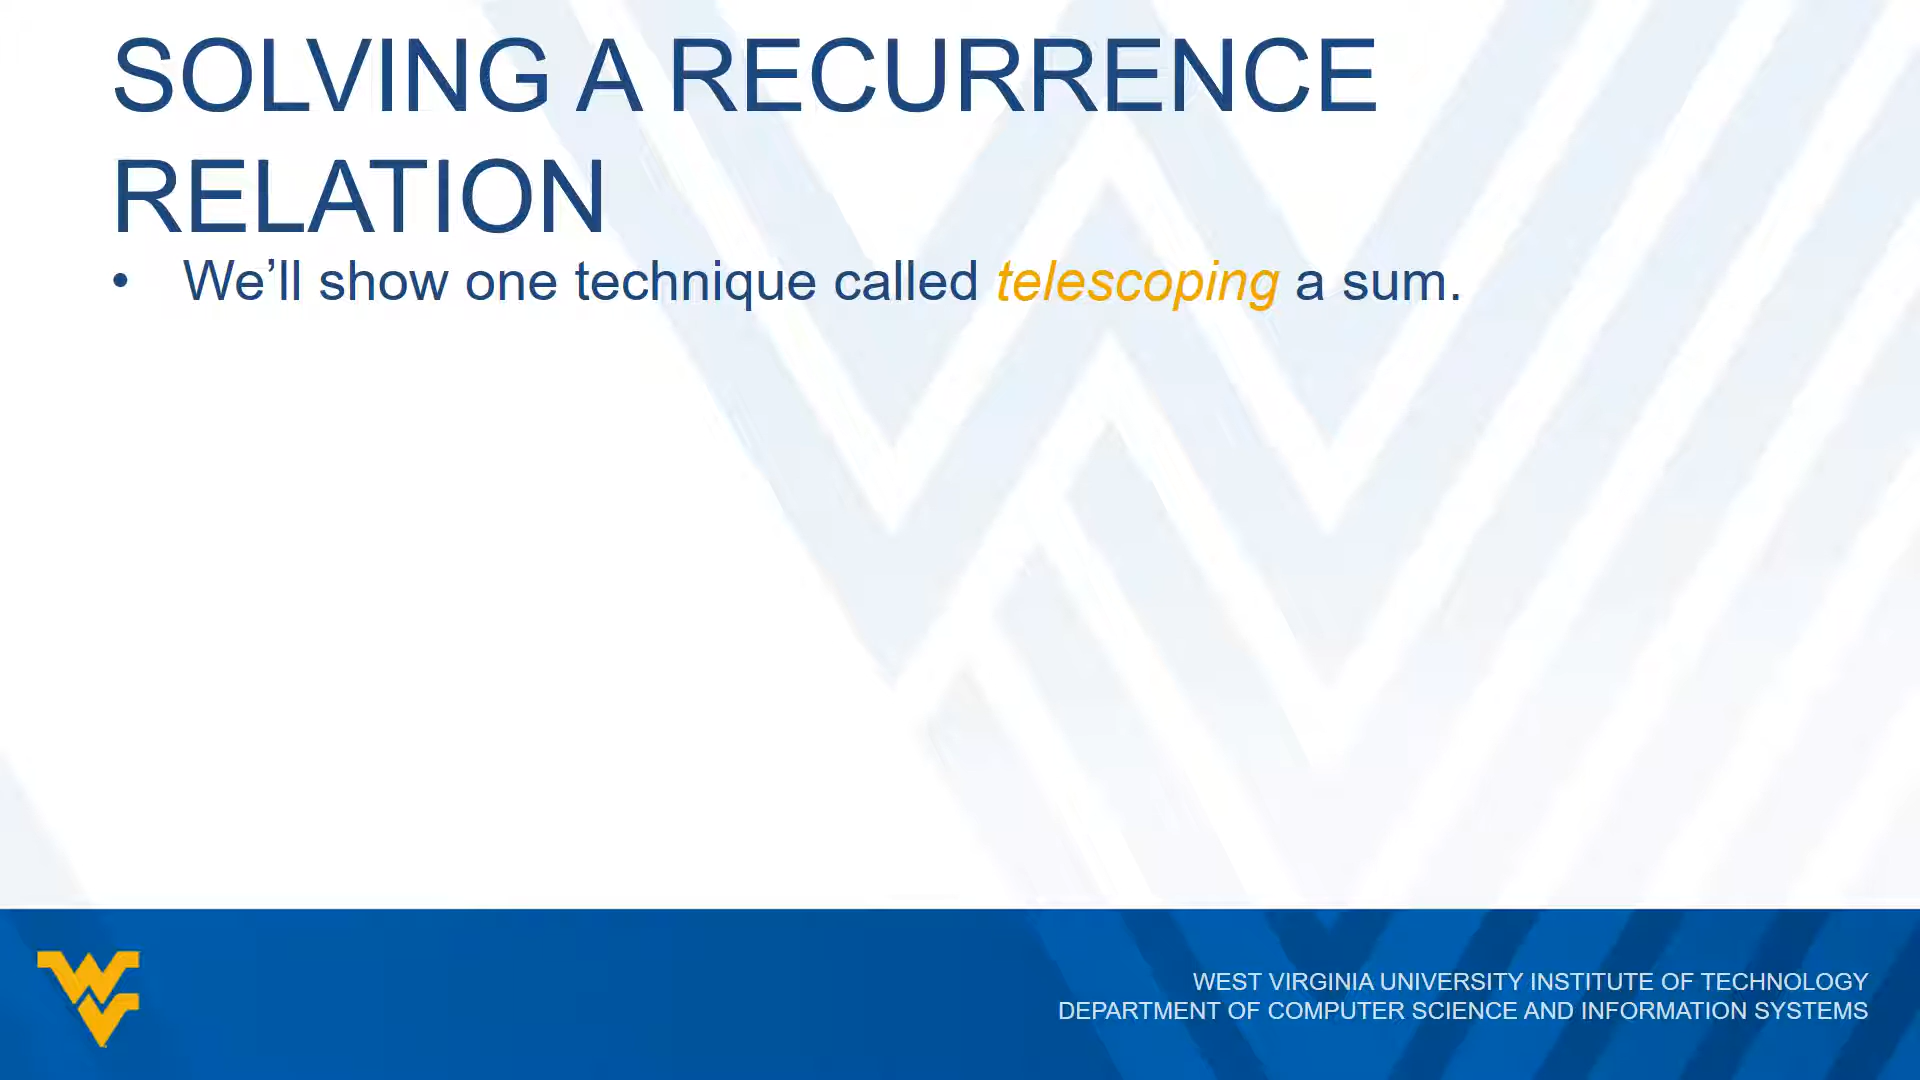 SOLVING A RECURRENCE
RELATION
• We’ll show one technique called telescoping a sum.
WEST VIRGINIA UNIVERSITY INSTITUTE OF TECHNOLOGY
DEPARTMENT OF COMPUTER SCIENCE AND INFORMATION SYSTEMS